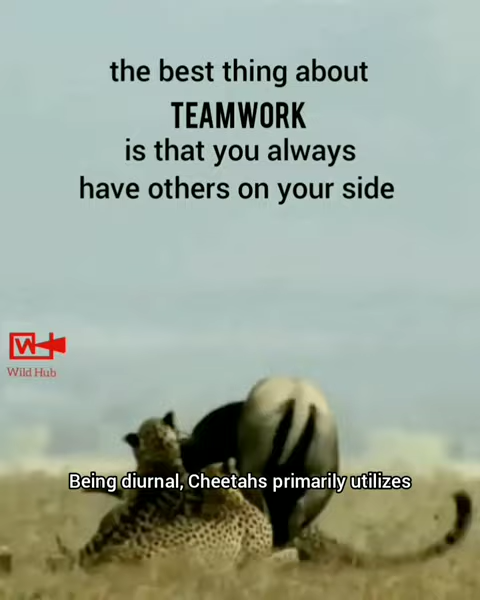 the best thing about
TEAMWORK
is that you always
have others on your side
W
Wild Hub
Being diurnal, Cheetahs primarily utilizes